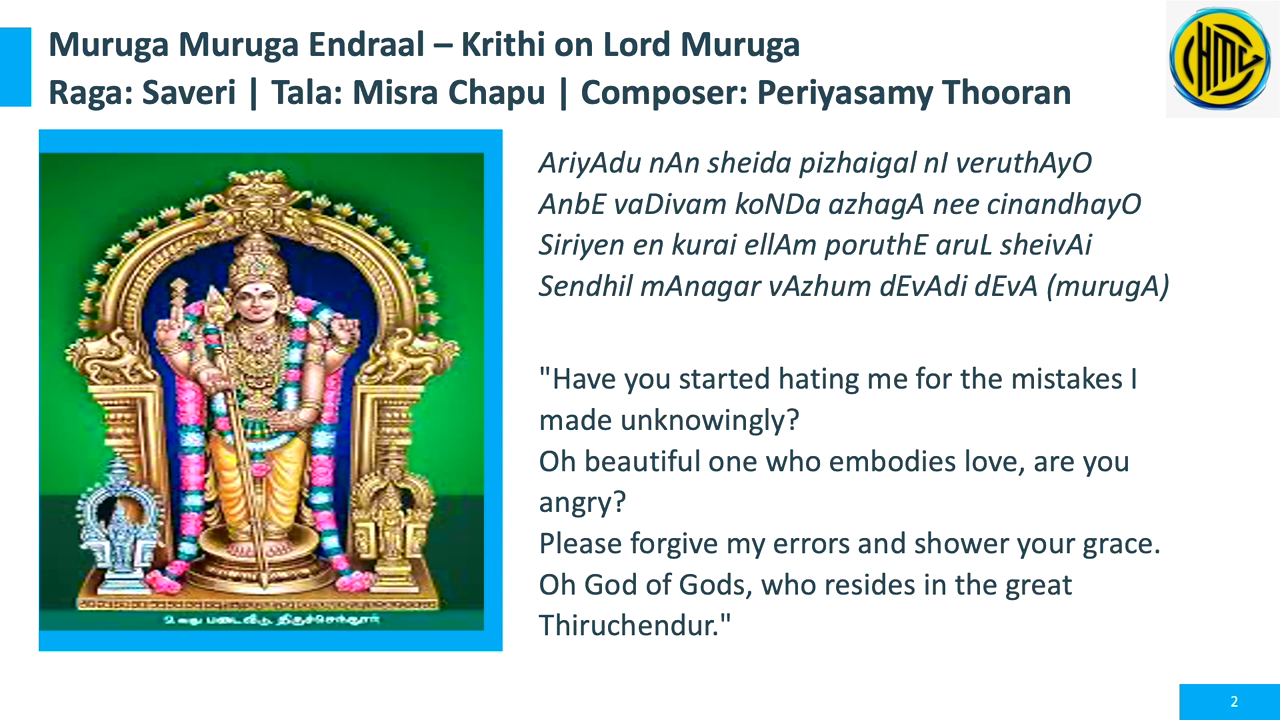 Muruga Muruga Endraal – Krithi on Lord Muruga
Raga: Saveri | Tala: Misra Chapu | Composer: Periyasamy Thooran
CHMC
AriyAdu nAn sheida pizhaigal nI veruthAyO
AnbE vaDivam koNDa azhagA nee cinandhayO
Siriyen en kurai ellAm poruthE aruL sheivAi
Sendhil mAnagar vAzhum dEvAdi dEvA (murugA)
"Have you started hating me for the mistakes I
made unknowingly?
Oh beautiful one who embodies love, are you
angry?
Please forgive my errors and shower your grace.
Oh God of Gods, who resides in the great
Thiruchendur."
2 வது படைவீடு திருச்செந்தூர்
2